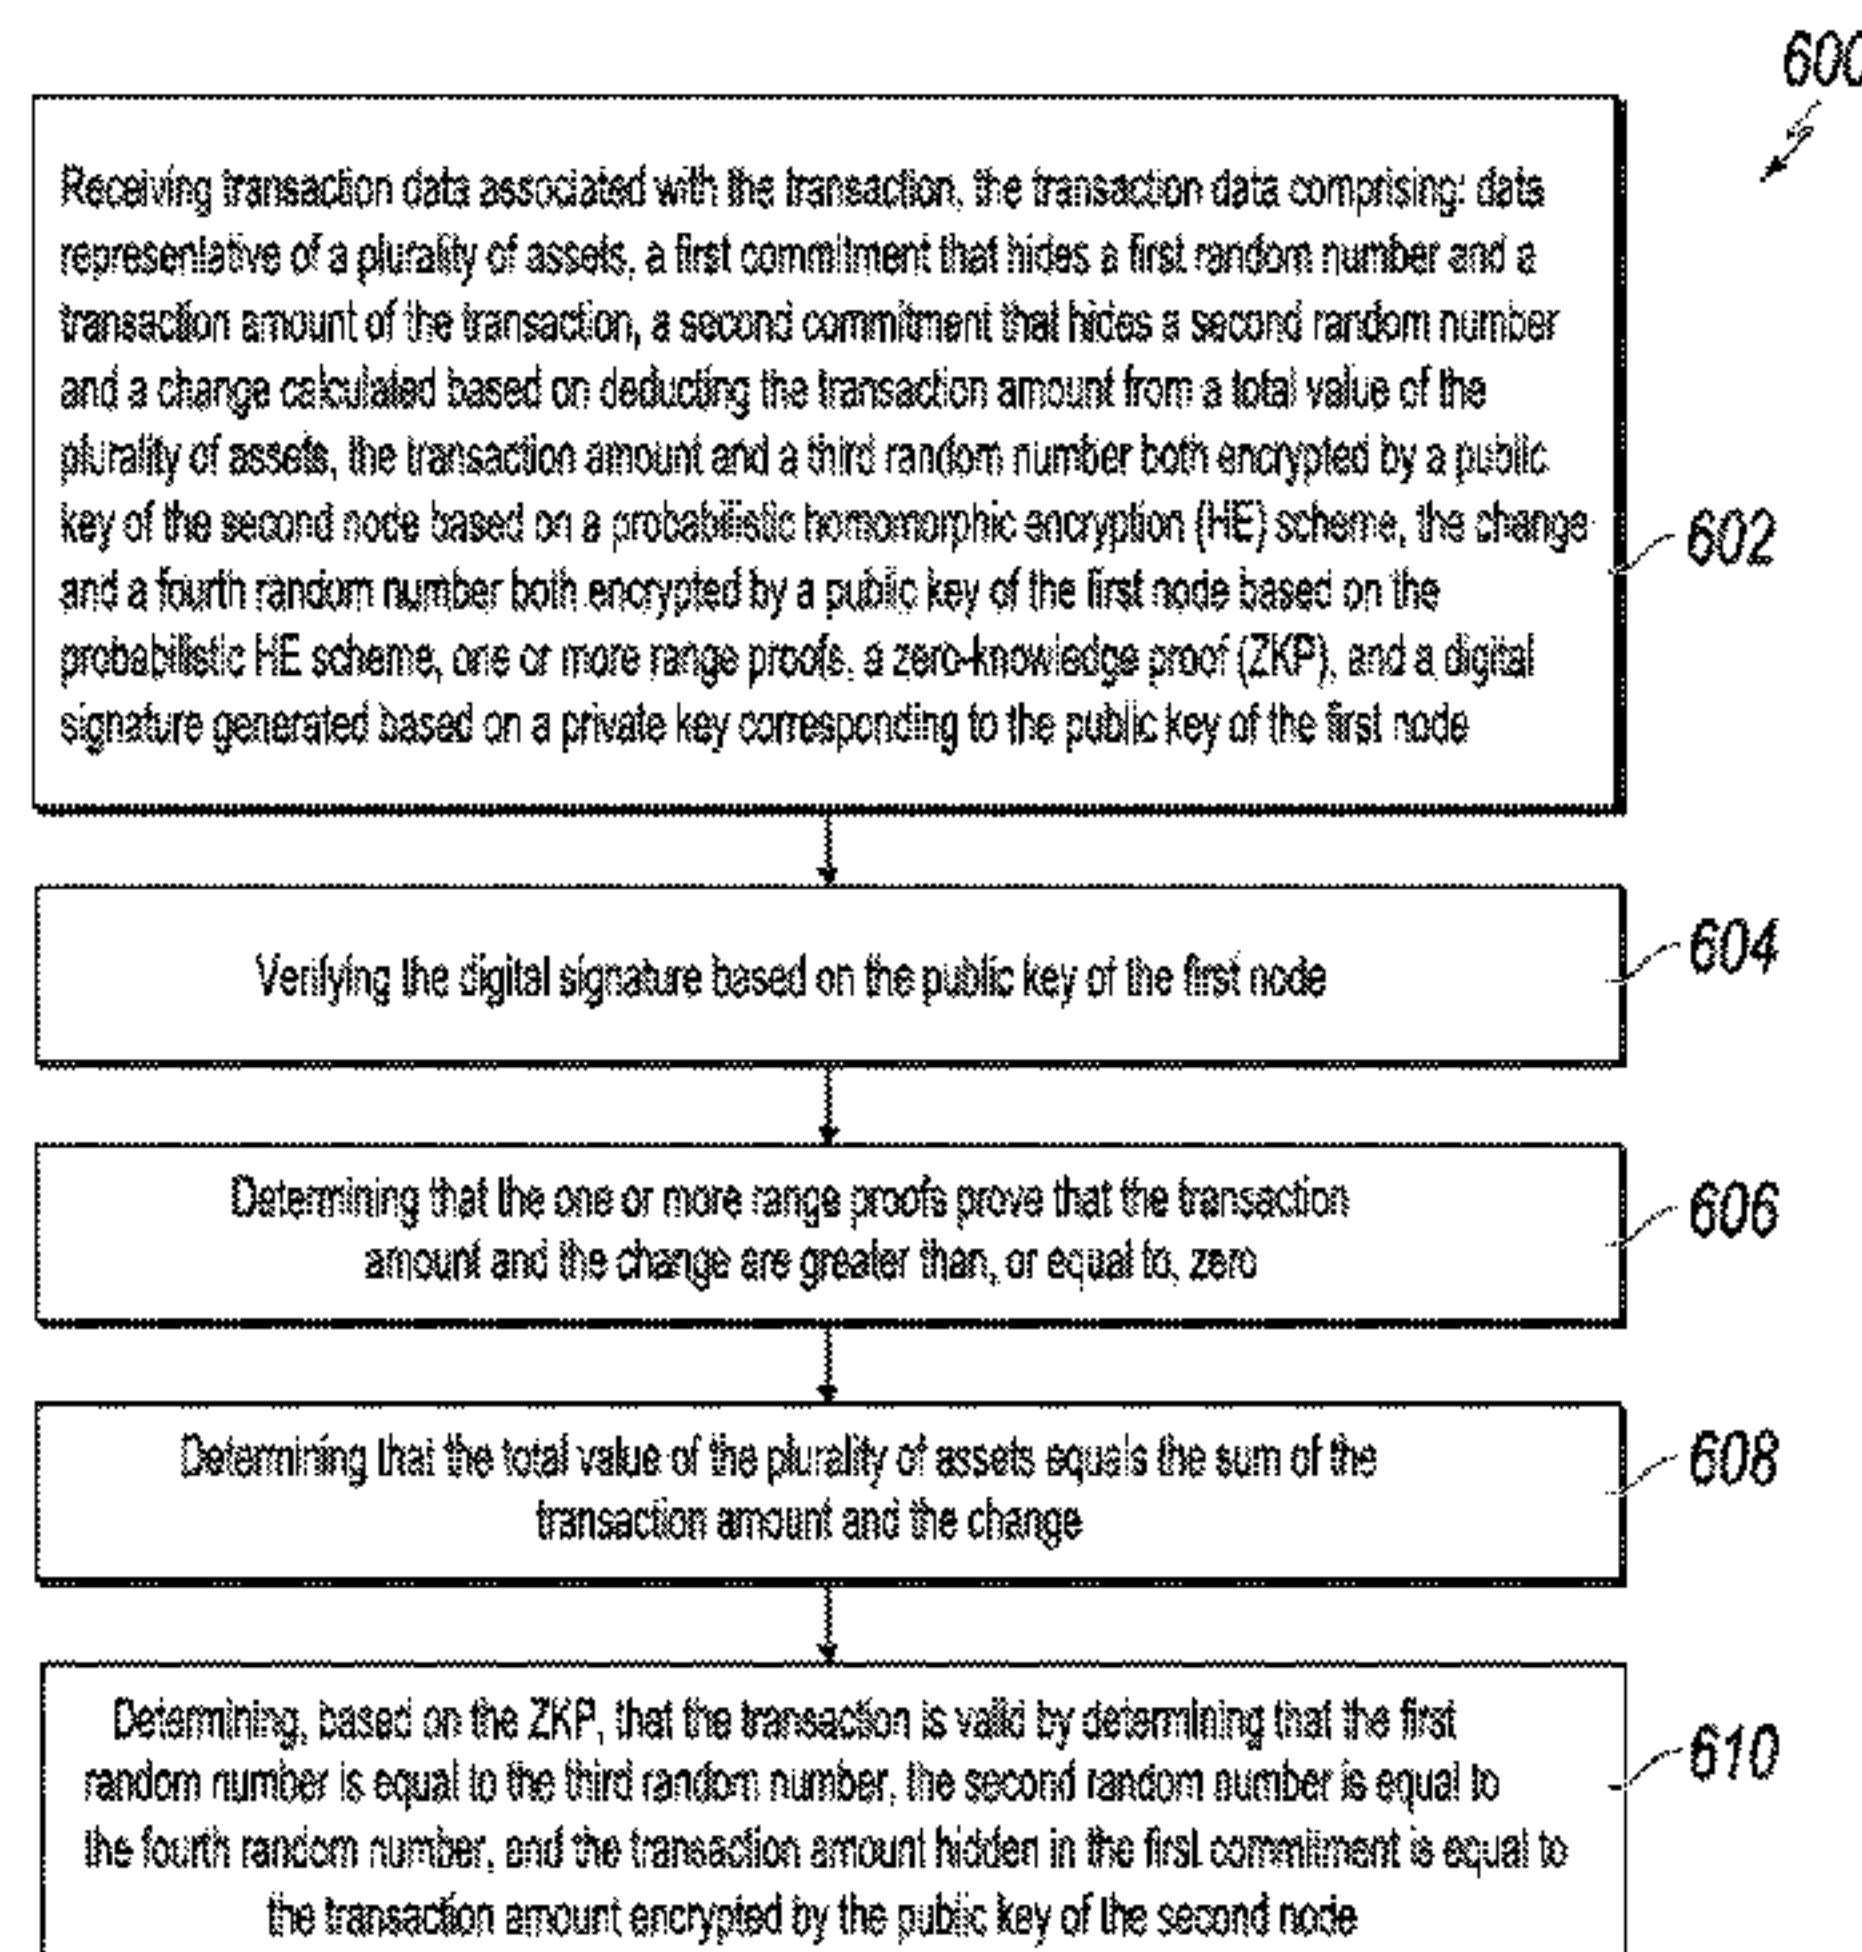 600
Receiving transaction data associated with the transaction, the transaction data comprising: data
representative of a plurality of assets, a first commitment that hides a first random number and a
transaction amount of the transaction, a second commitment that hides a second random number
and a change calculated based on deducting the transaction amount from a total value of the
plurality of assets, the transaction amount and a third random number both encrypted by a public
key of the second node based on a probabilistic homomorphic encryption (HE) scheme, the change
and a fourth random number both encrypted by a public key of the first node based on the
probabilistic HE scheme, one or more range proofs, a zero-knowledge proof (ZKP), and a digital
signature generated based on a private key corresponding to the public key of the first node
602
Verifying the digital signature based on the public key of the first node
604
Determining that the one or more range proofs prove that the transaction
amount and the change are greater than, or equal to, zero
606
Determining that the total value of the plurality of assets equals the sum of the
transaction amount and the change
608
Determining, based on the ZKP, that the transaction is valid by determining that the first
random number is equal to the third random number, the second random number is equal to
the fourth random number, and the transaction amount hidden in the first commitment is equal to
the transaction amount encrypted by the public key of the second node
610